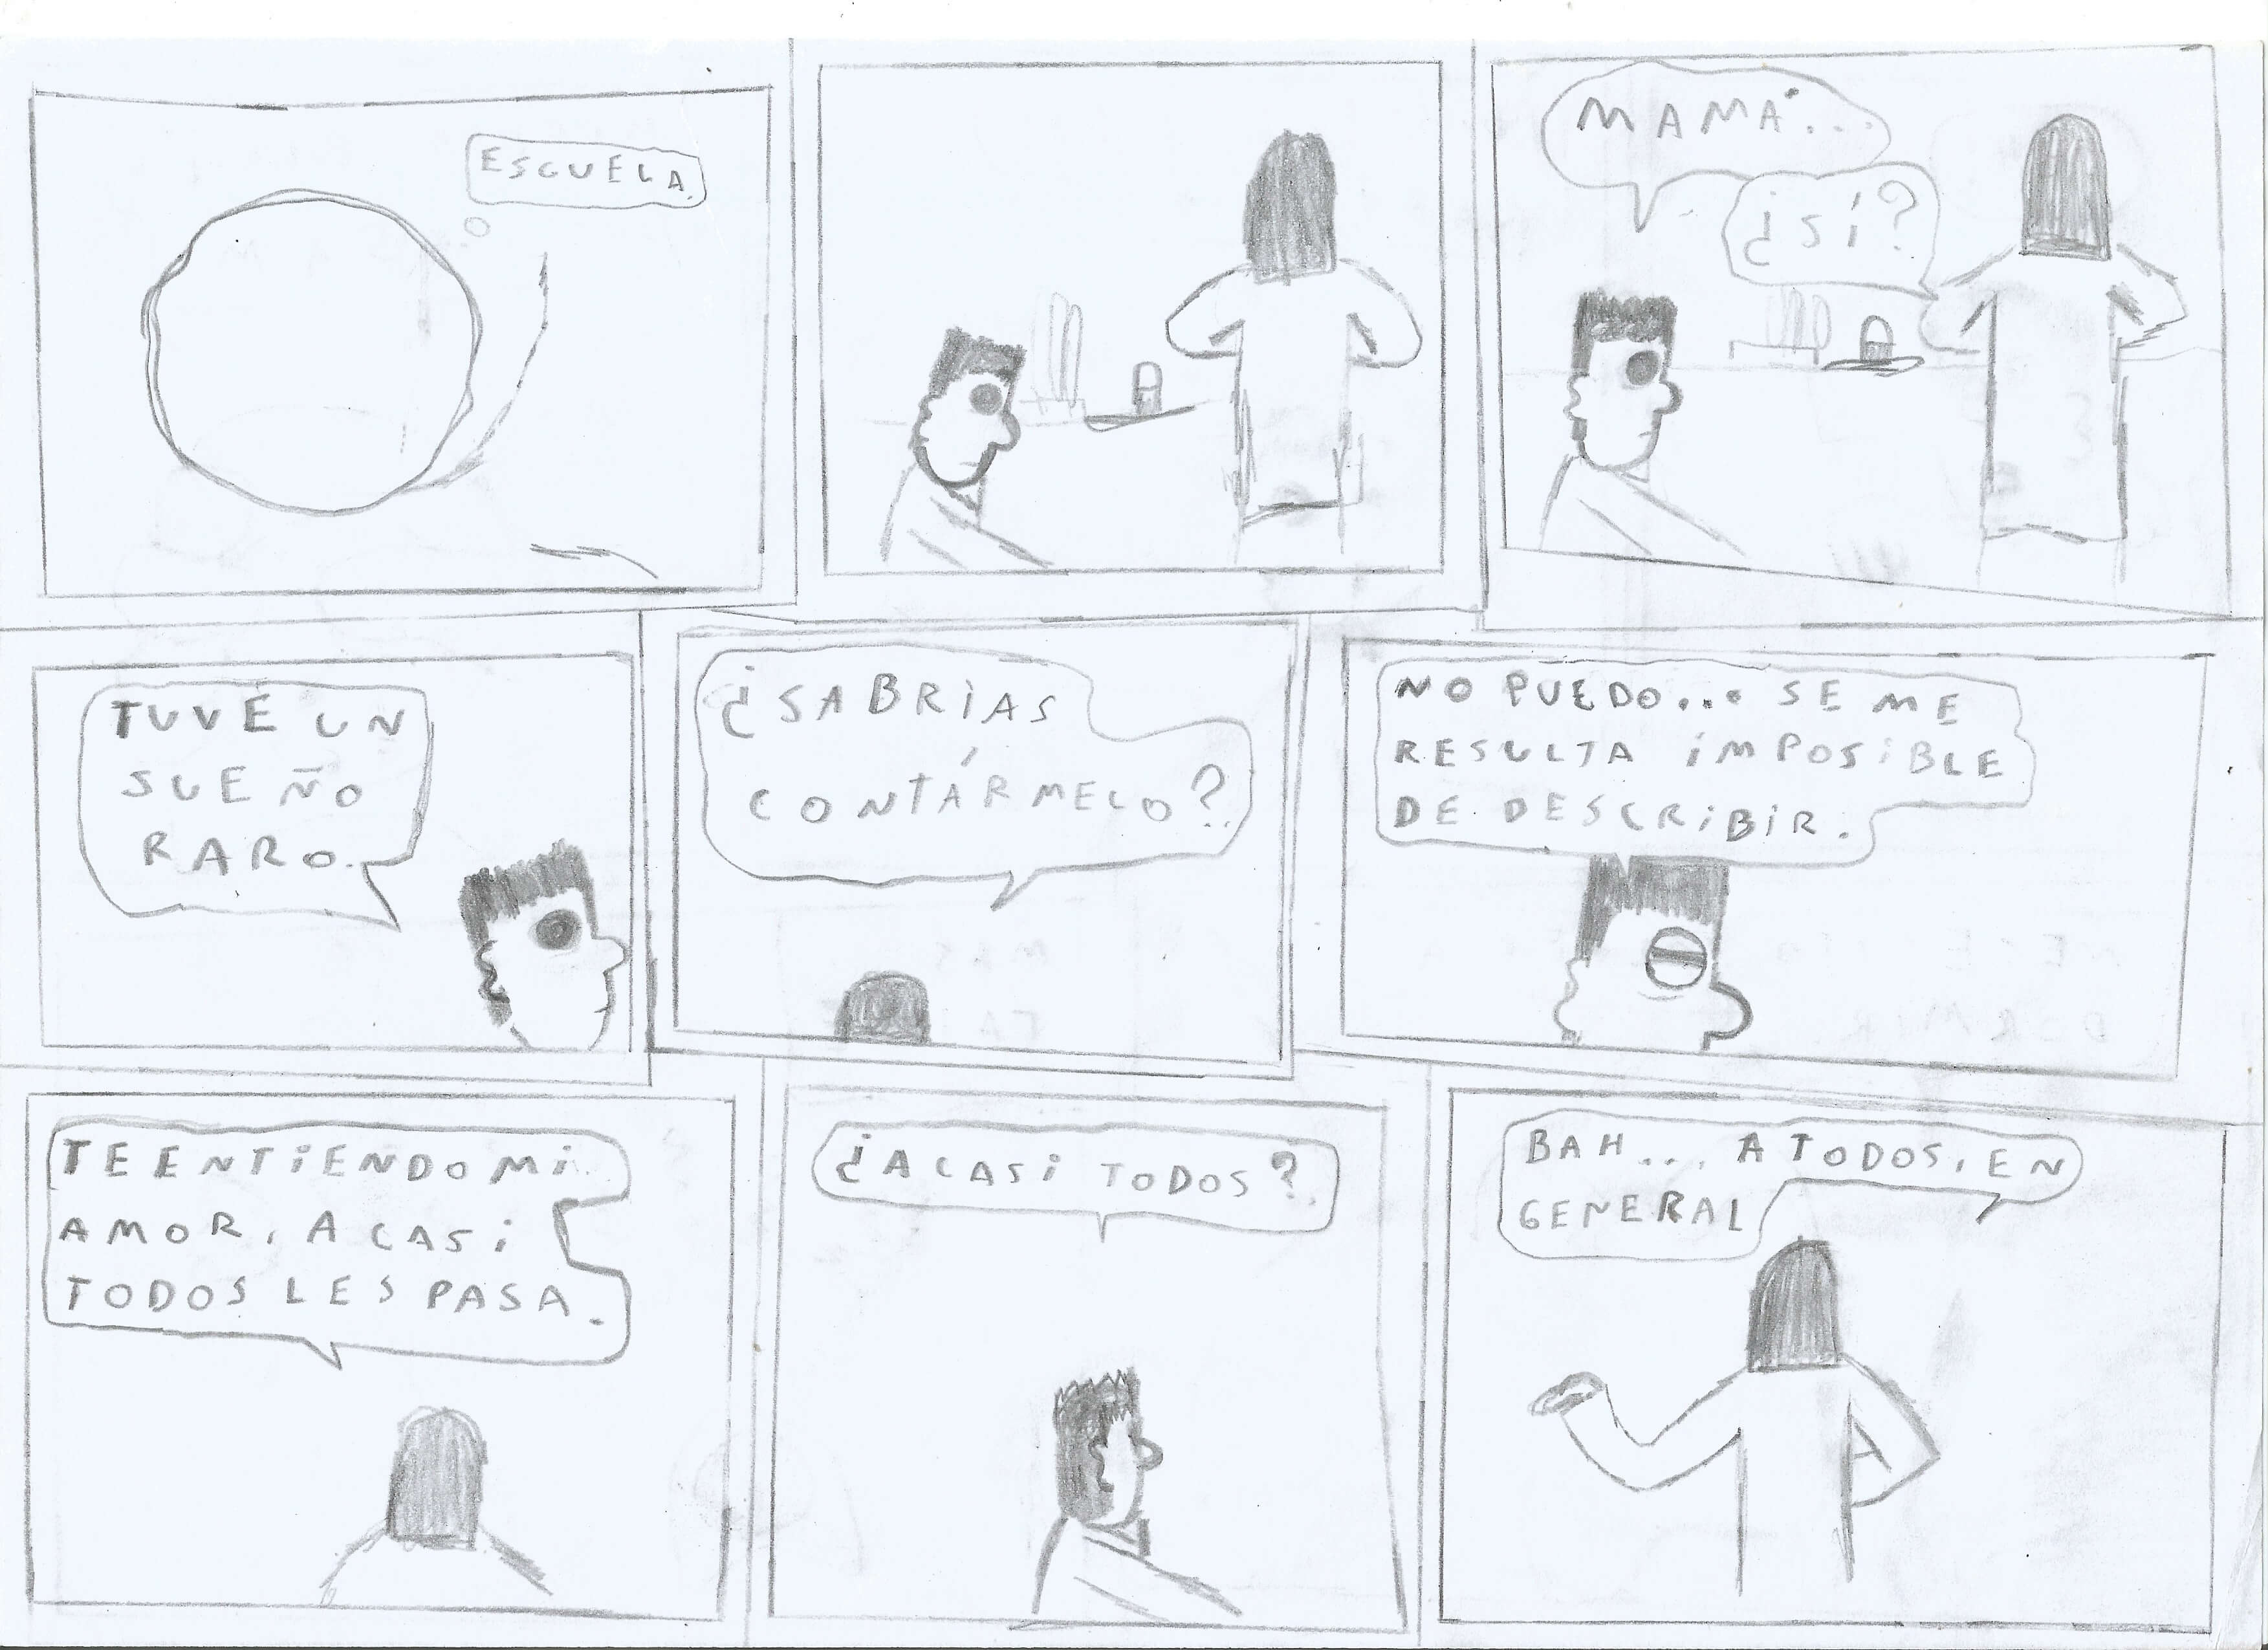 ESCUELA.
MAMÁ...
¿SÍ?
TUVE UN
SUEÑO
RARO.
¿SABRÍAS
CONTÁRMELO?
NO PUEDO... SE ME
RESULTA IMPOSIBLE
DE DESCRIBIR.
TE ENTIENDO MI
AMOR, A CASI
TODOS LES PASA.
¿A CASI TODOS?
BAH... A TODOS, EN
GENERAL